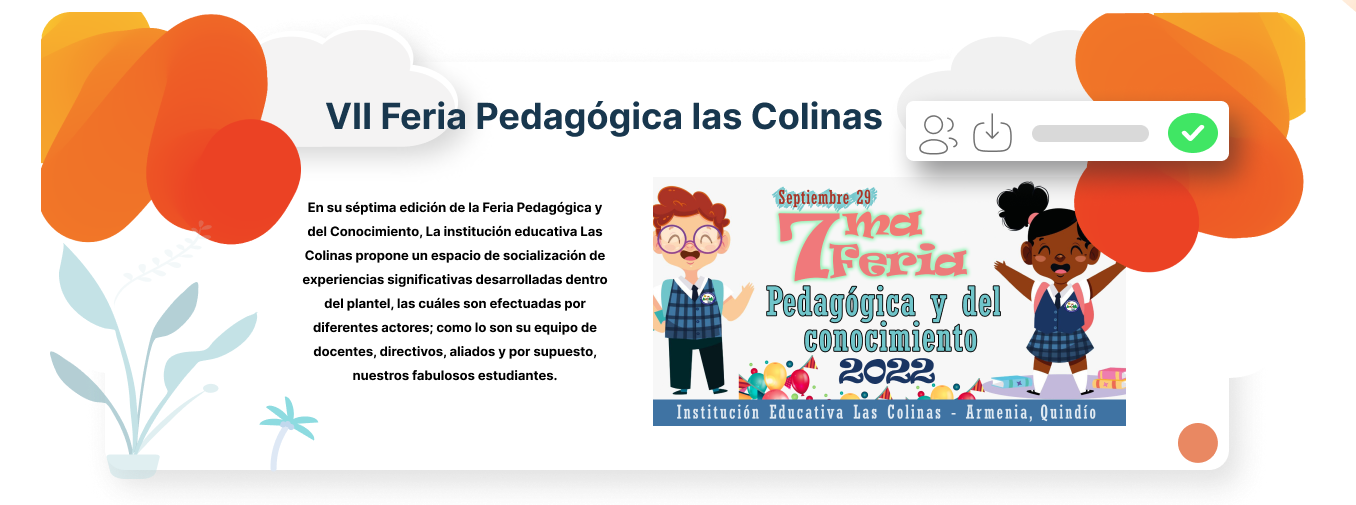 VII Feria Pedagógica las Colinas
En su séptima edición de la Feria Pedagógica y
del Conocimiento, La institución educativa Las
Colinas propone un espacio de socialización de
experiencias significativas desarrolladas dentro
del plantel, las cuáles son efectuadas por
diferentes actores; como lo son su equipo de
docentes, directivos, aliados y por supuesto,
nuestros fabulosos estudiantes.
Septiembre 29
7ma
Feria
Pedagógica y del
conocimiento
2022
Institución Educativa Las Colinas - Armenia, Quindío